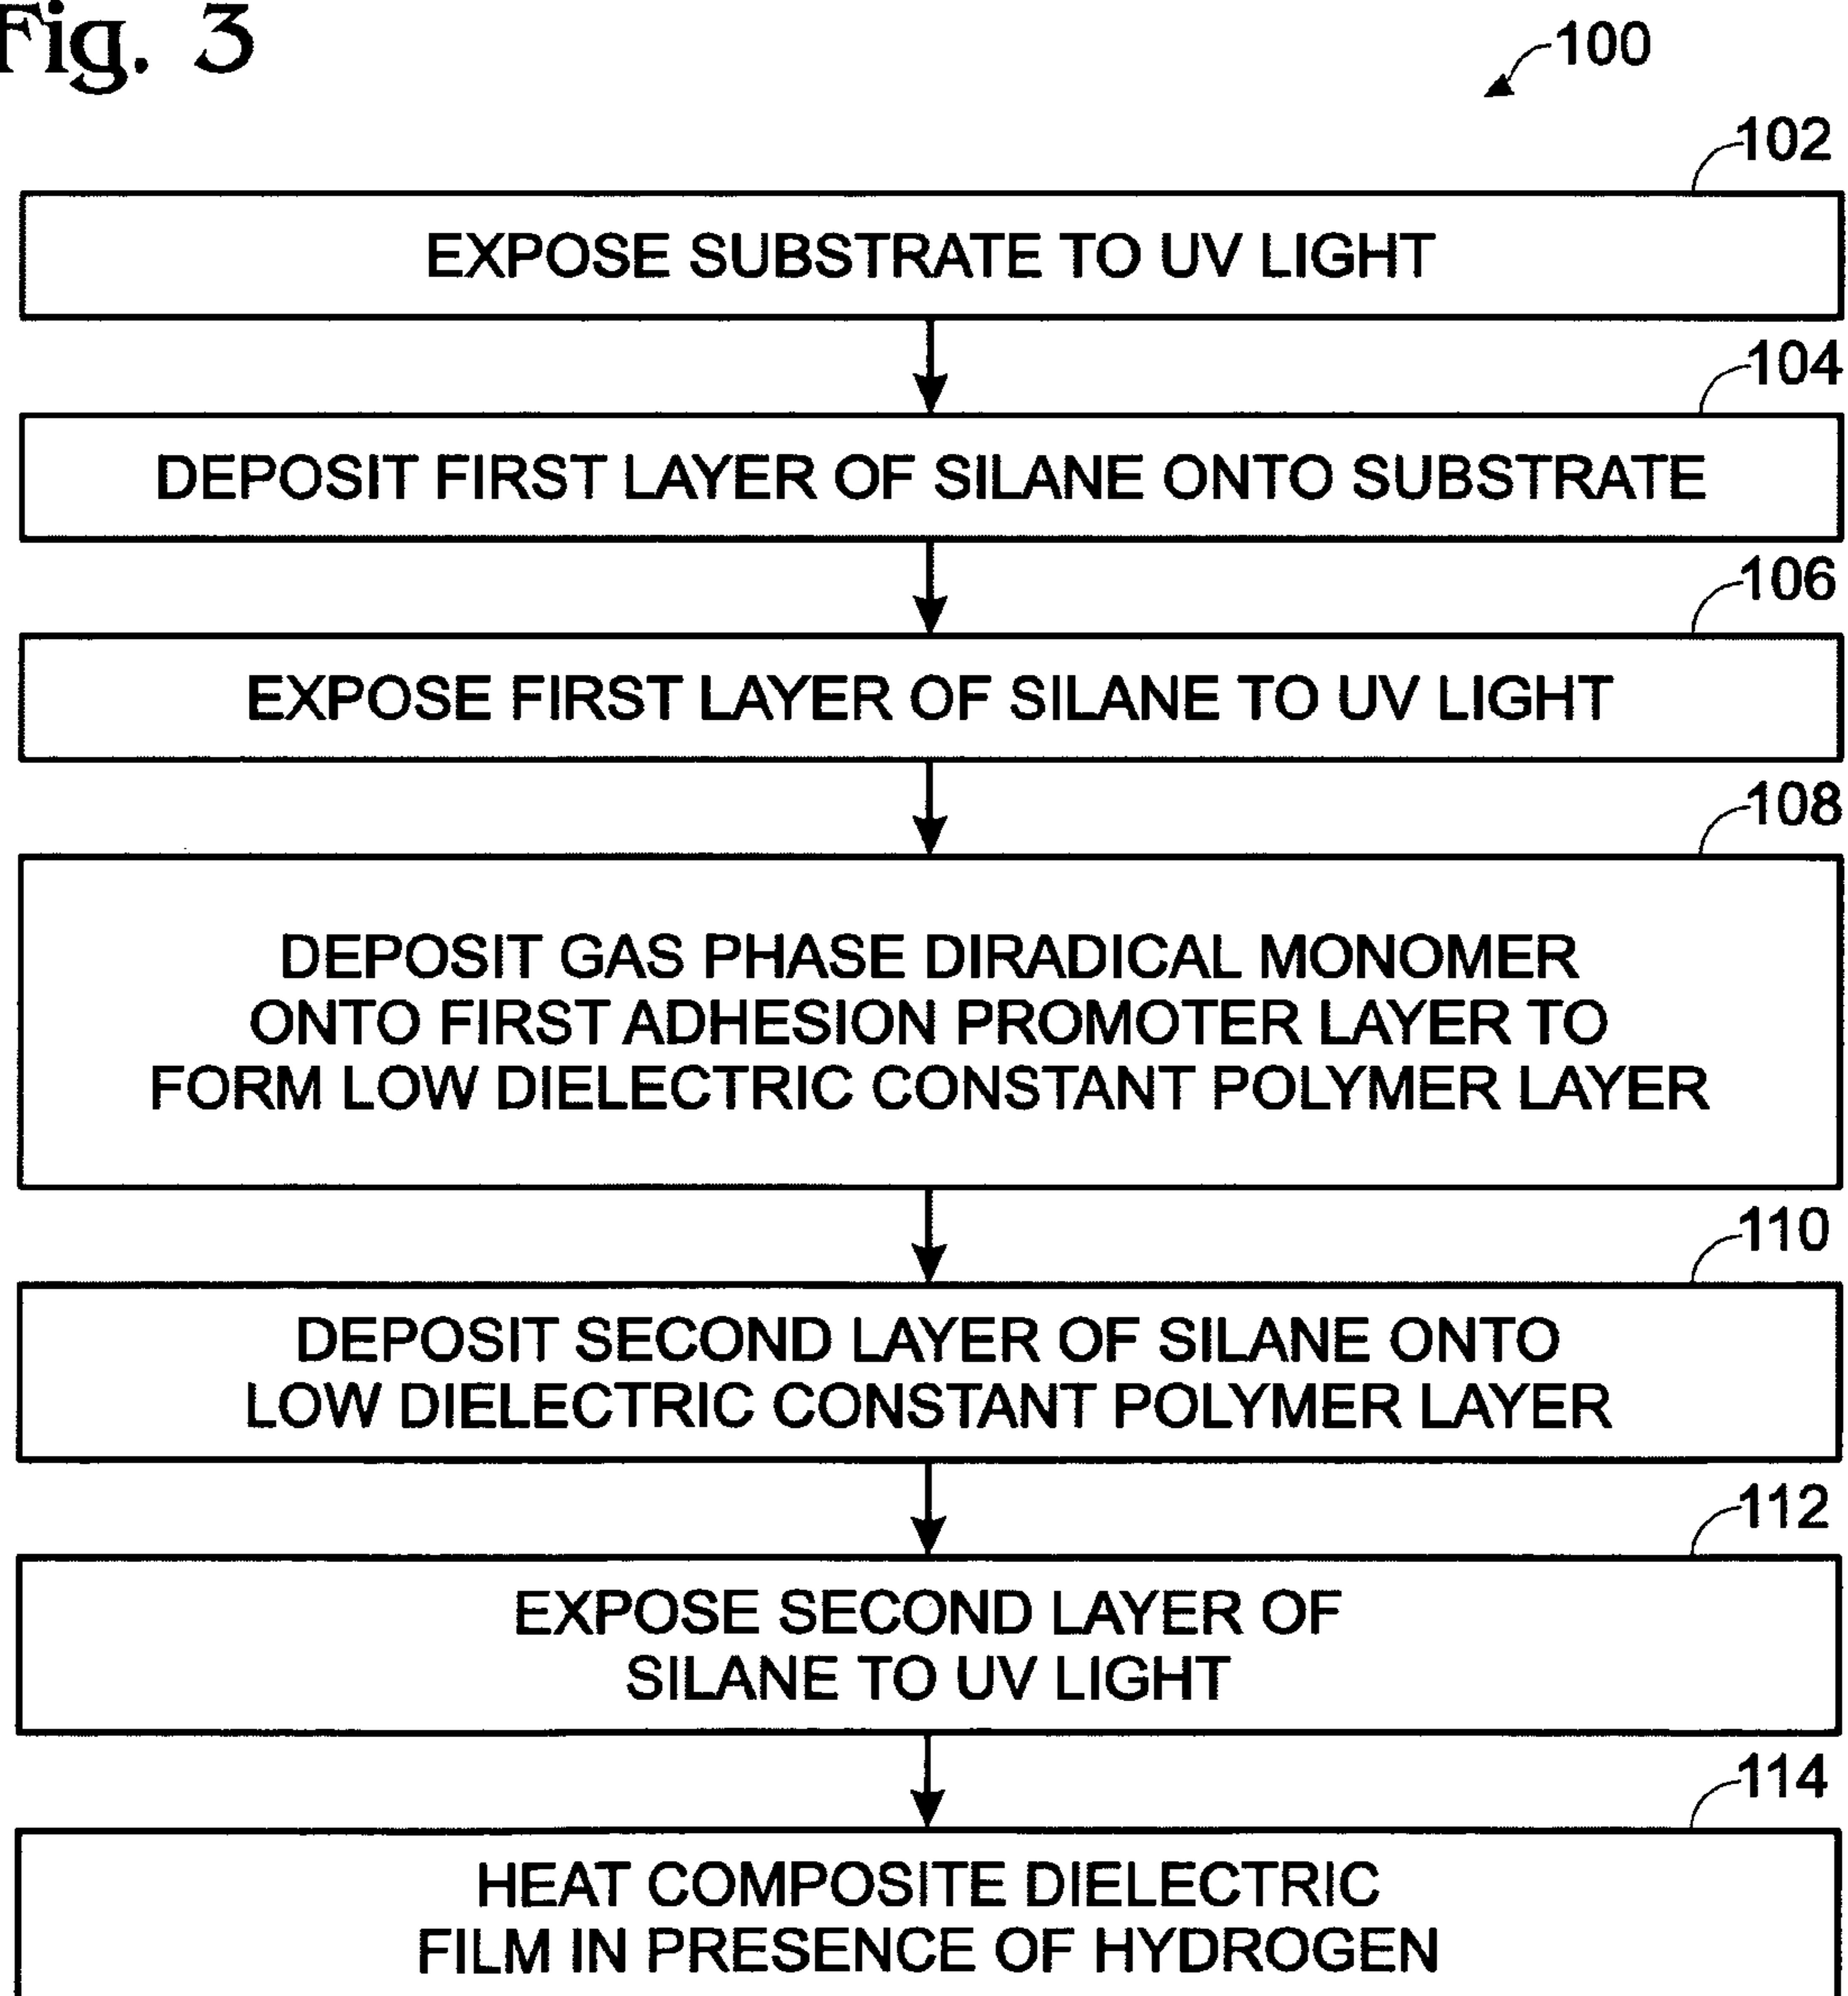 Fig. 3
100
102
EXPOSE SUBSTRATE TO UV LIGHT
104
DEPOSIT FIRST LAYER OF SILANE ONTO SUBSTRATE
106
EXPOSE FIRST LAYER OF SILANE TO UV LIGHT
108
DEPOSIT GAS PHASE DIRADICAL MONOMER
ONTO FIRST ADHESION PROMOTER LAYER TO
FORM LOW DIELECTRIC CONSTANT POLYMER LAYER
110
DEPOSIT SECOND LAYER OF SILANE ONTO
LOW DIELECTRIC CONSTANT POLYMER LAYER
112
EXPOSE SECOND LAYER OF
SILANE TO UV LIGHT
114
HEAT COMPOSITE DIELECTRIC
FILM IN PRESENCE OF HYDROGEN